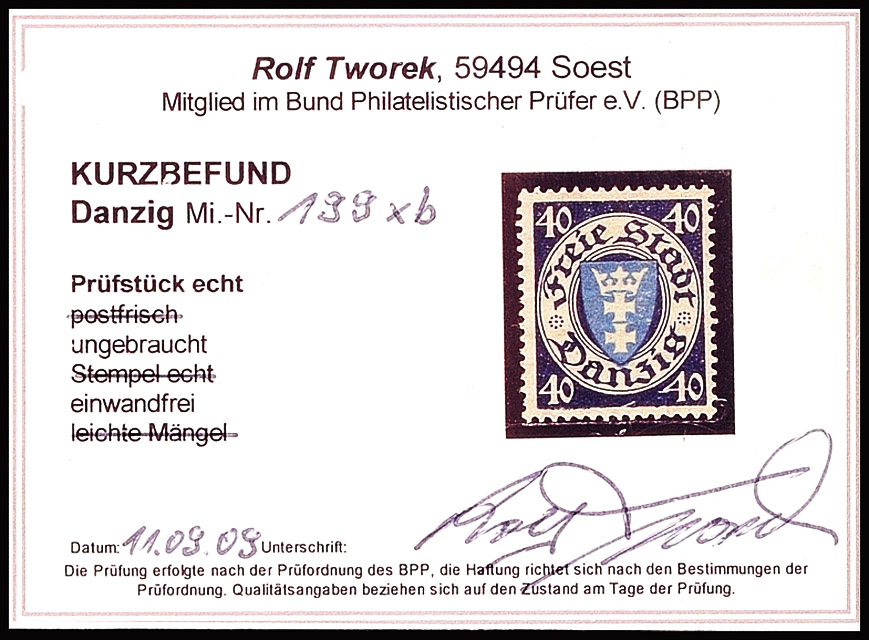 Rolf Tworek, 59494 Soest
Mitglied im Bund Philatelistischer Prüfer e.V. (BPP)
KURZBEFUND
Danzig Mi.-Nr. 199 xb
40 40
Freie Stadt
Danzig
40 40
Prüfstück echt
postfrisch
ungebraucht
Stempel echt
einwandfrei
leichte Mängel
Datum: 11.09.09 Unterschrift: Rolf Tworek
Die Prüfung erfolgte nach der Prüfordnung des BPP, die Haftung richtet sich nach den Bestimmungen der
Prüfordnung. Qualitätsangaben beziehen sich auf den Zustand am Tage der Prüfung.